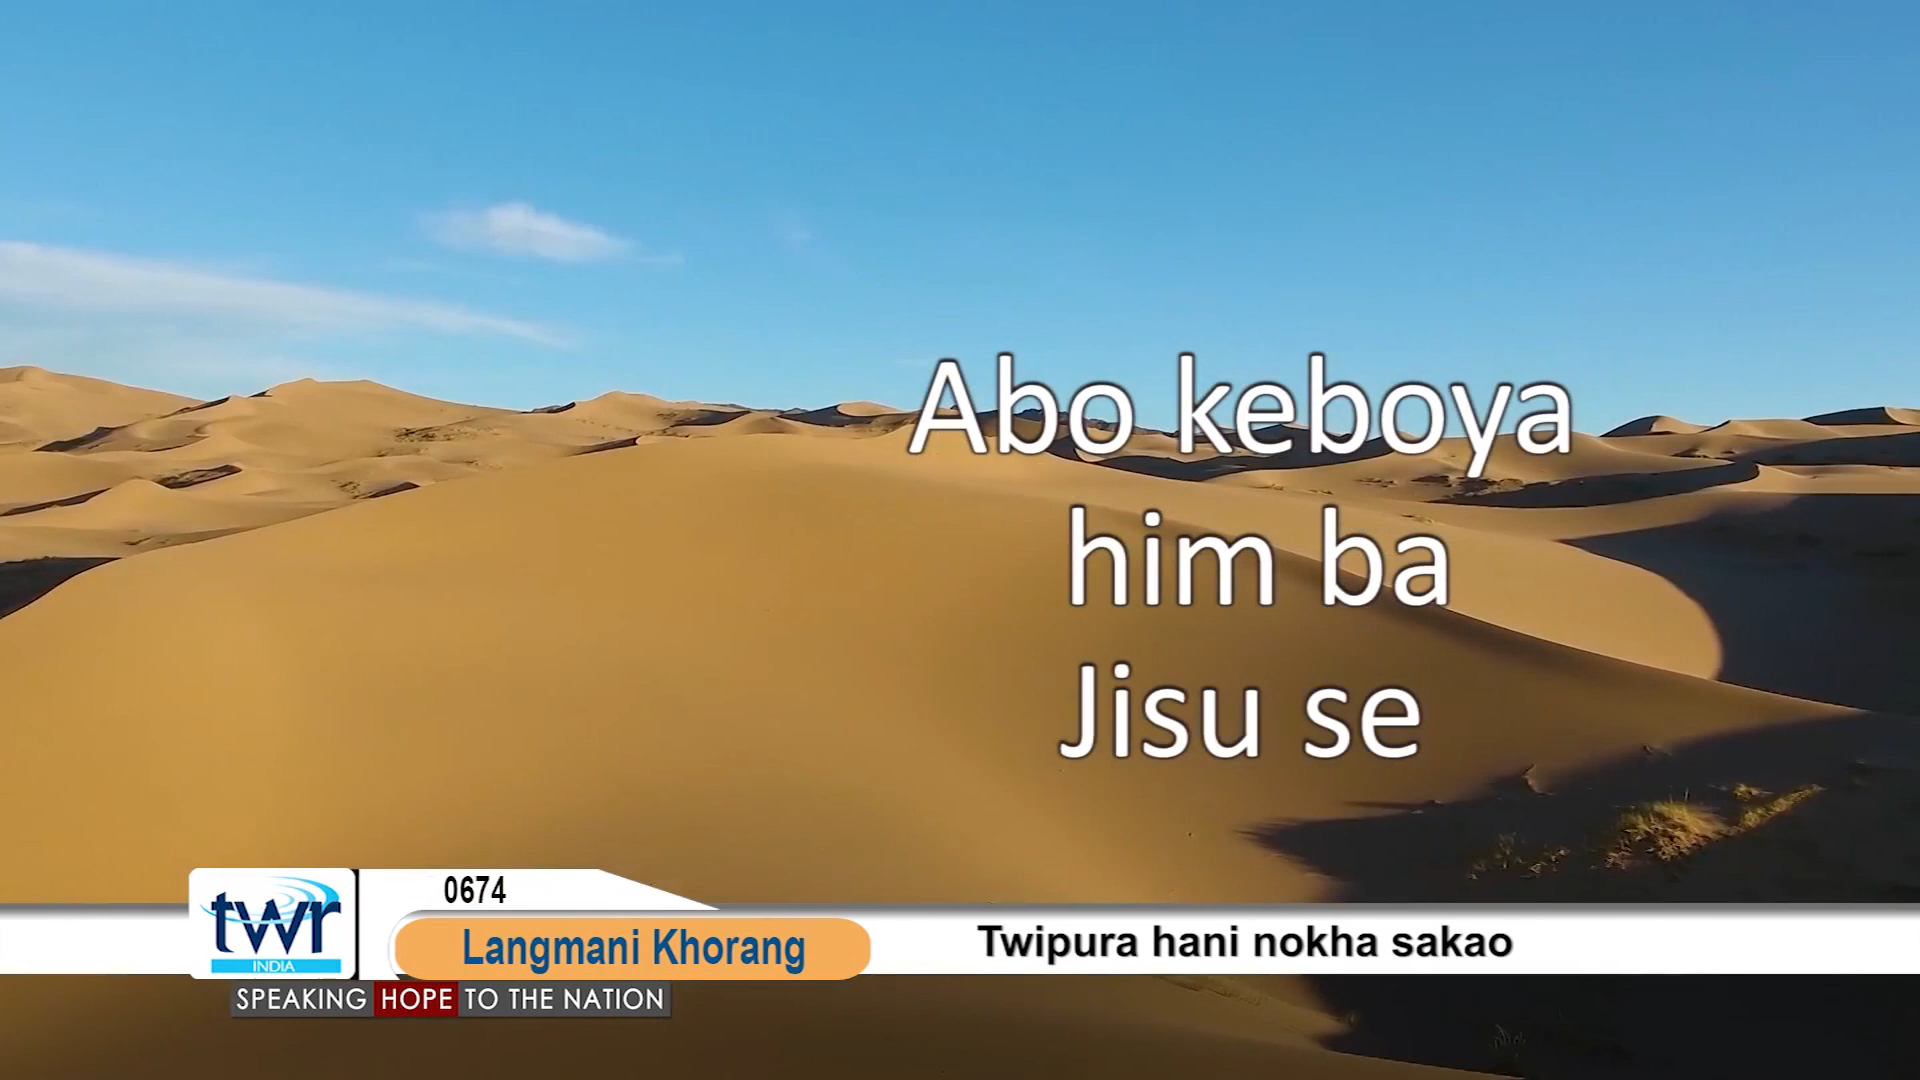 Abo keboya
him ba
Jisu se
twr
INDIA
0674
Langmani Khorang
Twipura hani nokha sakao
SPEAKING HOPE TO THE NATION